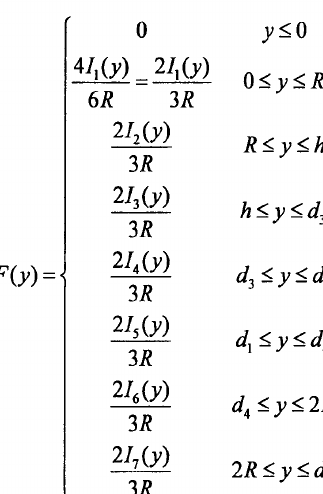 0 y ≤ 0
4I₁(y)/6R = 2I₁(y)/3R 0 ≤ y ≤ R
2I₂(y)/3R R ≤ y ≤ h
2I₃(y)/3R h ≤ y ≤ d₃
F(y) = { 2I₄(y)/3R d₃ ≤ y ≤ d
2I₅(y)/3R d₁ ≤ y ≤ d
2I₆(y)/3R d₄ ≤ y ≤ 2
2I₇(y)/3R 2R ≤ y ≤ d